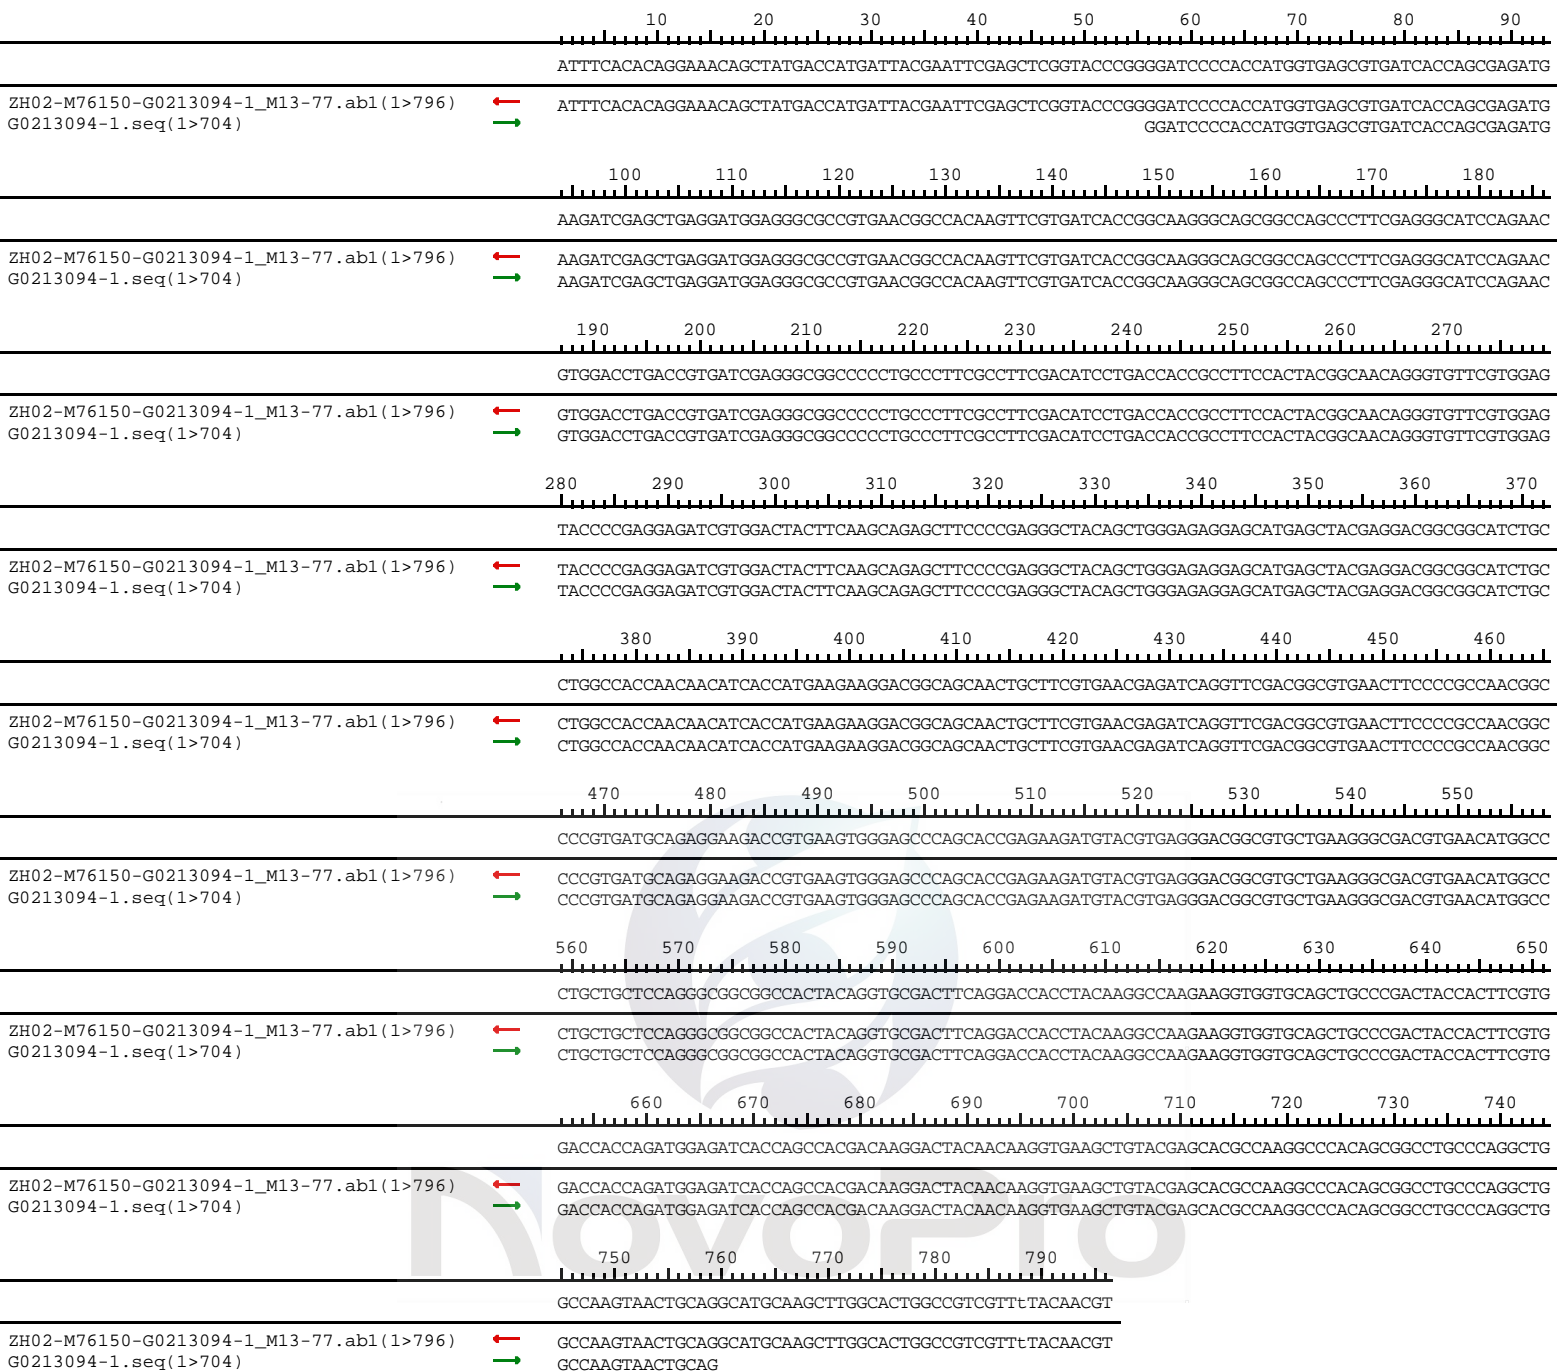 10 20 30 40 50 60 70 80 90
ATTTCACACAGGAAACAGCTATGACCATGATTACGAATTCGAGCTCGGTACCCGGGGATCCCCACCATGGTGAGCGTGATCACCAGCGAGATG
ZH02-M76150-G0213094-1_M13-77.ab1(1>796) ATTTCACACAGGAAACAGCTATGACCATGATTACGAATTCGAGCTCGGTACCCGGGGATCCCCACCATGGTGAGCGTGATCACCAGCGAGATG
G0213094-1.seq(1>704) GGATCCCCACCATGGTGAGCGTGATCACCAGCGAGATG
100 110 120 130 140 150 160 170 180
AAGATCGAGCTGAGGATGGAGGGCGCCGTGAACGGCCACAAGTTCGTGATCACCGGCAAGGGCAGCGGCCAGCCCTTCGAGGGCATCCAGAAC
ZH02-M76150-G0213094-1_M13-77.ab1(1>796) AAGATCGAGCTGAGGATGGAGGGCGCCGTGAACGGCCACAAGTTCGTGATCACCGGCAAGGGCAGCGGCCAGCCCTTCGAGGGCATCCAGAAC
G0213094-1.seq(1>704) AAGATCGAGCTGAGGATGGAGGGCGCCGTGAACGGCCACAAGTTCGTGATCACCGGCAAGGGCAGCGGCCAGCCCTTCGAGGGCATCCAGAAC
190 200 210 220 230 240 250 260 270
GTGGACCTGACCGTGATCGAGGGCGGCCCCCTGCCCTTCGCCTTCGACATCCTGACCACCGCCTTCCACTACGGCAACAGGGTGTTCGTGGAG
ZH02-M76150-G0213094-1_M13-77.ab1(1>796) GTGGACCTGACCGTGATCGAGGGCGGCCCCCTGCCCTTCGCCTTCGACATCCTGACCACCGCCTTCCACTACGGCAACAGGGTGTTCGTGGAG
G0213094-1.seq(1>704) GTGGACCTGACCGTGATCGAGGGCGGCCCCCTGCCCTTCGCCTTCGACATCCTGACCACCGCCTTCCACTACGGCAACAGGGTGTTCGTGGAG
280 290 300 310 320 330 340 350 360 370
TACCCCGAGGAGATCGTGGACTACTTCAAGCAGAGCTTCCCCGAGGGCTACAGCTGGGAGAGGAGCATGAGCTACGAGGACGGCGGCATCTGC
ZH02-M76150-G0213094-1_M13-77.ab1(1>796) TACCCCGAGGAGATCGTGGACTACTTCAAGCAGAGCTTCCCCGAGGGCTACAGCTGGGAGAGGAGCATGAGCTACGAGGACGGCGGCATCTGC
G0213094-1.seq(1>704) TACCCCGAGGAGATCGTGGACTACTTCAAGCAGAGCTTCCCCGAGGGCTACAGCTGGGAGAGGAGCATGAGCTACGAGGACGGCGGCATCTGC
380 390 400 410 420 430 440 450 460
CTGGCCACCAACAACATCACCATGAAGAAGGACGGCAGCAACTGCTTCGTGAACGAGATCAGGTTCGACGGCGTGAACTTCCCCGCCAACGGC
ZH02-M76150-G0213094-1_M13-77.ab1(1>796) CTGGCCACCAACAACATCACCATGAAGAAGGACGGCAGCAACTGCTTCGTGAACGAGATCAGGTTCGACGGCGTGAACTTCCCCGCCAACGGC
G0213094-1.seq(1>704) CTGGCCACCAACAACATCACCATGAAGAAGGACGGCAGCAACTGCTTCGTGAACGAGATCAGGTTCGACGGCGTGAACTTCCCCGCCAACGGC
470 480 490 500 510 520 530 540 550
CCCGTGATGCAGAGGAAGACCGTGAAGTGGGAGCCCAGCACCGAGAAGATGTACGTGAGGGACGGCGTGCTGAAGGGCGACGTGAACATGGCC
ZH02-M76150-G0213094-1_M13-77.ab1(1>796) CCCGTGATGCAGAGGAAGACCGTGAAGTGGGAGCCCAGCACCGAGAAGATGTACGTGAGGGACGGCGTGCTGAAGGGCGACGTGAACATGGCC
G0213094-1.seq(1>704) CCCGTGATGCAGAGGAAGACCGTGAAGTGGGAGCCCAGCACCGAGAAGATGTACGTGAGGGACGGCGTGCTGAAGGGCGACGTGAACATGGCC
560 570 580 590 600 610 620 630 640 650
CTGCTGCTCCAGGGCGGCGGCCACTACAGGTGCGACTTCAGGACCACCTACAAGGCCAAGAAGGTGGTGCAGCTGCCCGACTACCACTTCGTG
ZH02-M76150-G0213094-1_M13-77.ab1(1>796) CTGCTGCTCCAGGGCGGCGGCCACTACAGGTGCGACTTCAGGACCACCTACAAGGCCAAGAAGGTGGTGCAGCTGCCCGACTACCACTTCGTG
G0213094-1.seq(1>704) CTGCTGCTCCAGGGCGGCGGCCACTACAGGTGCGACTTCAGGACCACCTACAAGGCCAAGAAGGTGGTGCAGCTGCCCGACTACCACTTCGTG
660 670 680 690 700 710 720 730 740
GACCACCAGATGGAGATCACCAGCCACGACAAGGACTACAACAAGGTGAAGCTGTACGAGCACGCCAAGGCCCACAGCGGCCTGCCCAGGCTG
ZH02-M76150-G0213094-1_M13-77.ab1(1>796) GACCACCAGATGGAGATCACCAGCCACGACAAGGACTACAACAAGGTGAAGCTGTACGAGCACGCCAAGGCCCACAGCGGCCTGCCCAGGCTG
G0213094-1.seq(1>704) GACCACCAGATGGAGATCACCAGCCACGACAAGGACTACAACAAGGTGAAGCTGTACGAGCACGCCAAGGCCCACAGCGGCCTGCCCAGGCTG
NovoPro
750 760 770 780 790
GCCAAGTAACTGCAGGCATGCAAGCTTGGCACTGGCCGTCGTTtTACAACGT
ZH02-M76150-G0213094-1_M13-77.ab1(1>796) GCCAAGTAACTGCAGGCATGCAAGCTTGGCACTGGCCGTCGTTtTACAACGT
G0213094-1.seq(1>704) GCCAAGTAACTGCAG